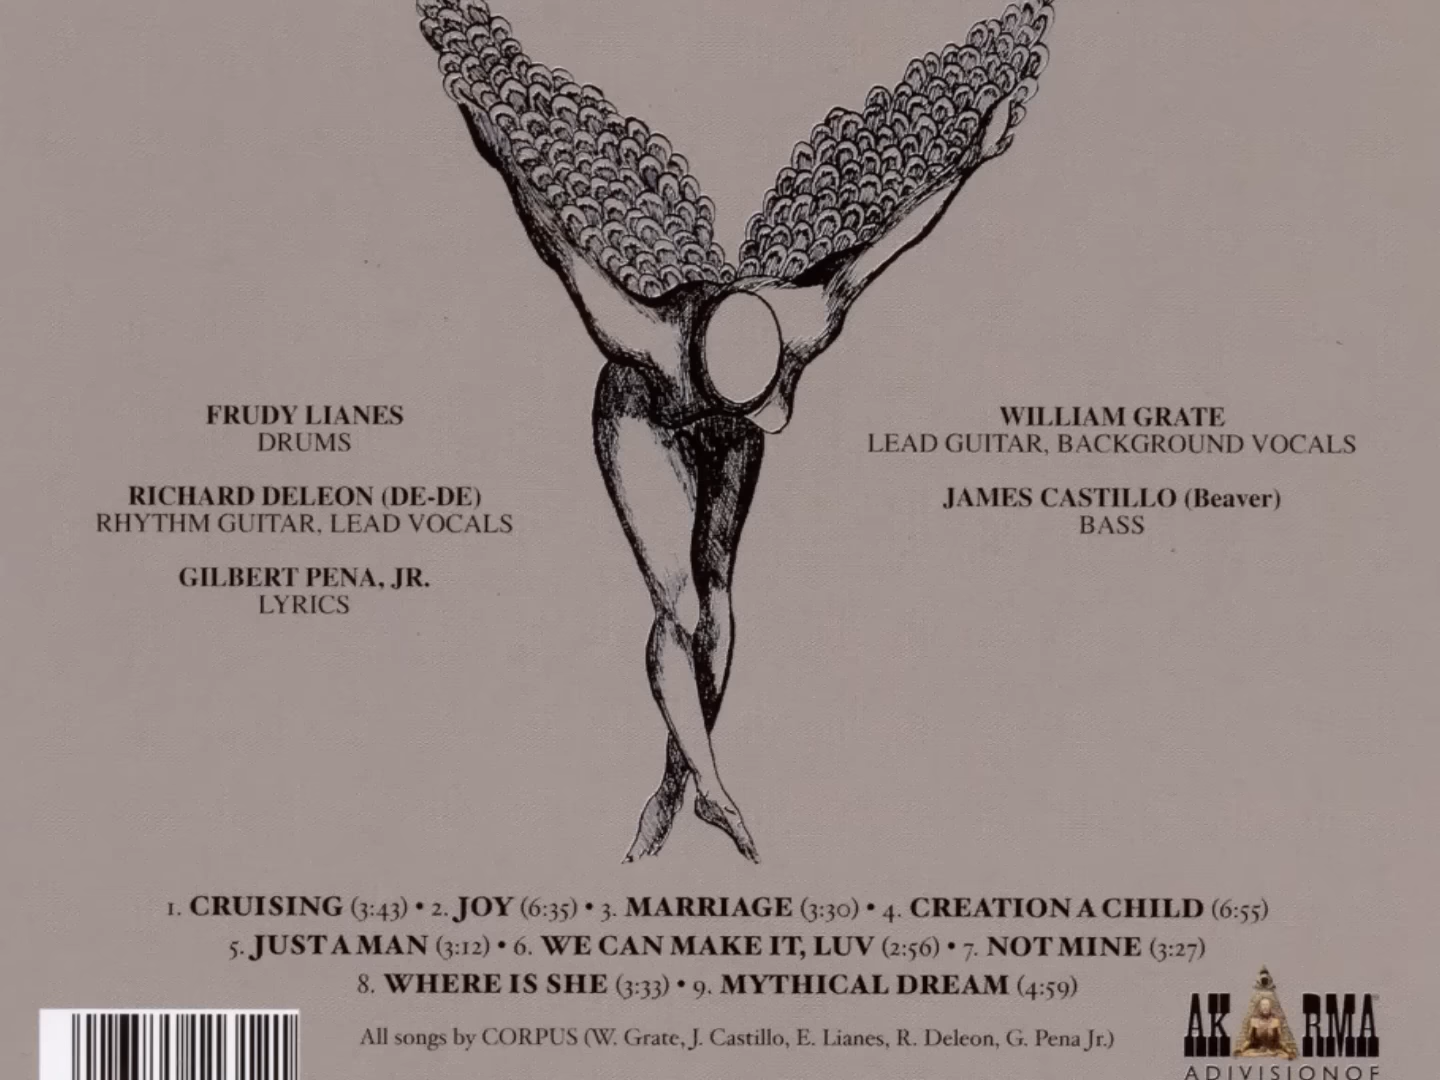 FRUDY LIANES
DRUMS
RICHARD DELEON (DE-DE)
RHYTHM GUITAR, LEAD VOCALS
GILBERT PENA, JR.
LYRICS
WILLIAM GRATE
LEAD GUITAR, BACKGROUND VOCALS
JAMES CASTILLO (Beaver)
BASS
1. CRUISING (3:43) • 2. JOY (6:35) • 3. MARRIAGE (3:30) • 4. CREATION A CHILD (6:55)
5. JUST A MAN (3:12) • 6. WE CAN MAKE IT, LUV (2:56) • 7. NOT MINE (3:27)
8. WHERE IS SHE (3:33) • 9. MYTHICAL DREAM (4:59)
All songs by CORPUS (W. Grate, J. Castillo, E. Lianes, R. Deleon, G. Pena Jr.)
AKARMA
A DIVISION OF